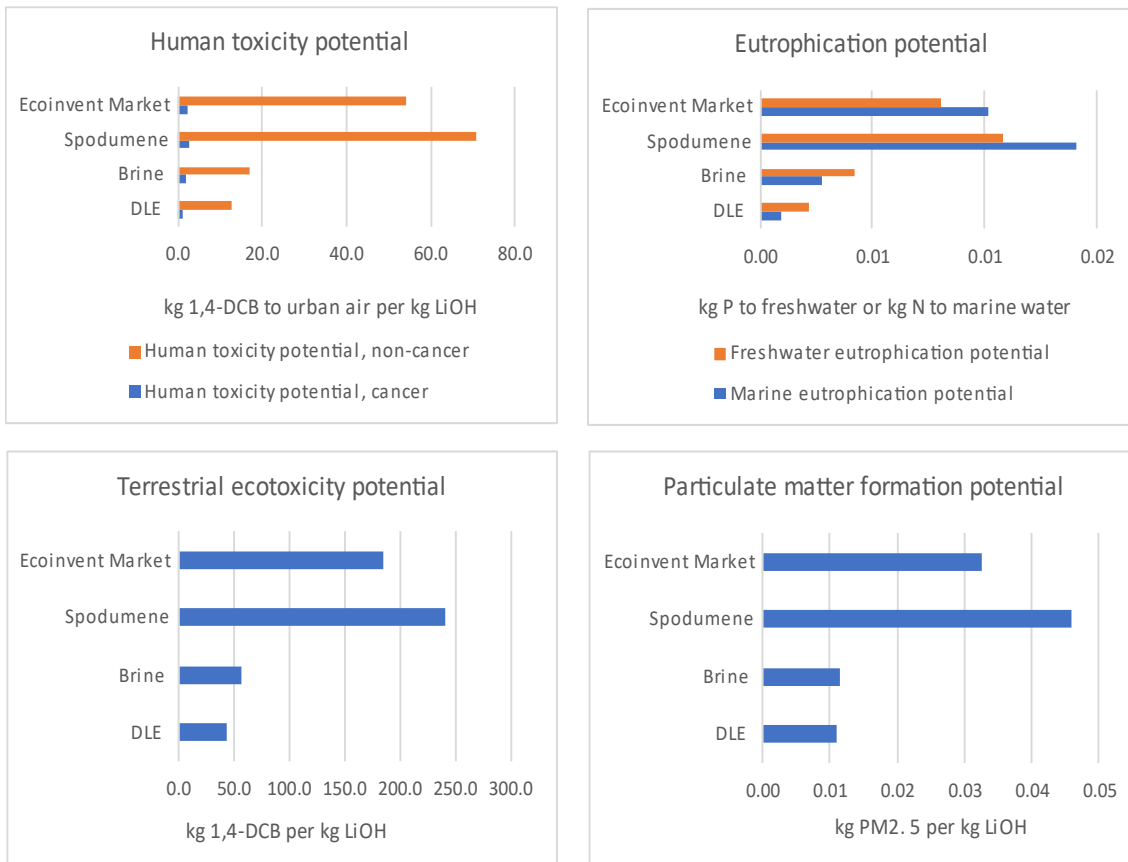 Human toxicity potential
Ecoinvent Market
Spodumene
Brine
DLE
0.0 20.0 40.0 60.0 80.0
kg 1,4-DCB to urban air per kg LiOH
Human toxicity potential, non-cancer
Human toxicity potential, cancer
Eutrophication potential
Ecoinvent Market
Spodumene
Brine
DLE
0.00 0.01 0.01 0.02
kg P to freshwater or kg N to marine water
Freshwater eutrophication potential
Marine eutrophication potential
Terrestrial ecotoxicity potential
Ecoinvent Market
Spodumene
Brine
DLE
0.0 50.0 100.0 150.0 200.0 250.0 300.0
kg 1,4-DCB per kg LiOH
Particulate matter formation potential
Ecoinvent Market
Spodumene
Brine
DLE
0.00 0.01 0.02 0.03 0.04 0.05
kg PM2. 5 per kg LiOH